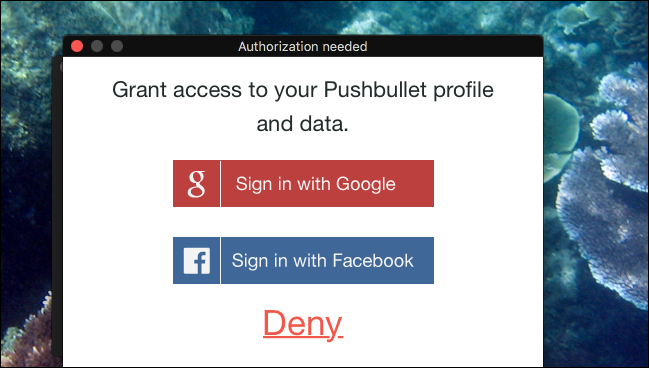 Authorization needed
Grant access to your Pushbullet profile
and data.
g Sign in with Google
f Sign in with Facebook
Deny